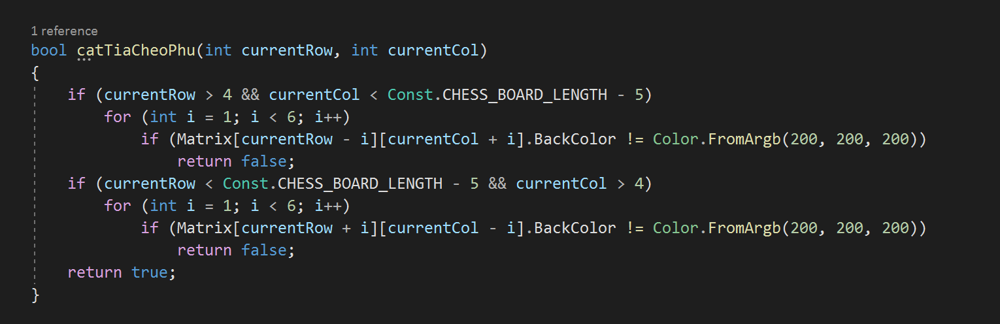 1 reference
bool catTiaCheoPhu(int currentRow, int currentCol)
{
    if (currentRow > 4 && currentCol < Const.CHESS_BOARD_LENGTH - 5)
        for (int i = 1; i < 6; i++)
            if (Matrix[currentRow - i][currentCol + i].BackColor != Color.FromArgb(200, 200, 200))
                return false;
    if (currentRow < Const.CHESS_BOARD_LENGTH - 5 && currentCol > 4)
        for (int i = 1; i < 6; i++)
            if (Matrix[currentRow + i][currentCol - i].BackColor != Color.FromArgb(200, 200, 200))
                return false;
    return true;
}